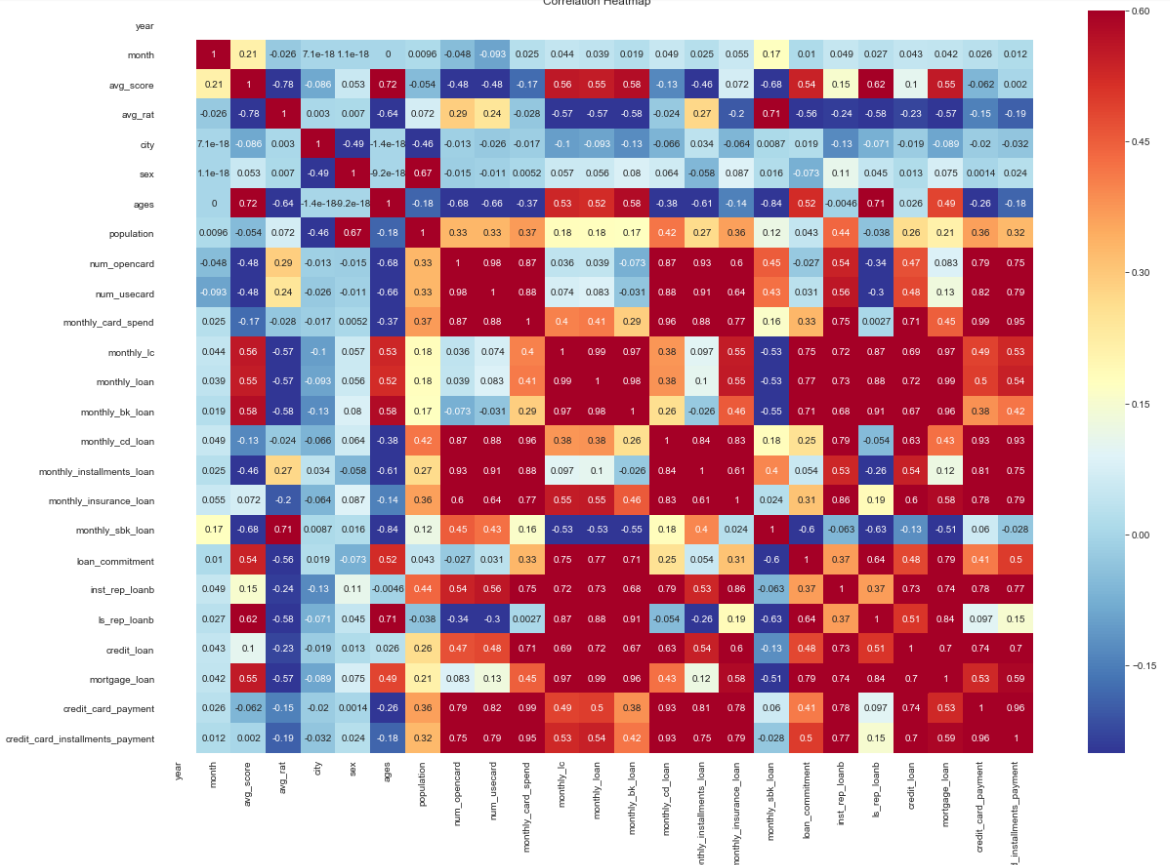 Correlation Heatmap
year
month 1 0.21 -0.026 7.1e-18 1.1e-18 0 0.0096 -0.048 -0.093 0.025 0.044 0.039 0.019 0.049 0.025 0.055 0.17 0.01 0.049 0.027 0.043 0.042 0.026 0.012
avg_score 0.21 1 -0.78 -0.086 0.053 0.72 -0.054 -0.48 -0.48 -0.17 0.56 0.55 0.58 -0.13 -0.46 0.072 -0.68 0.54 0.15 0.62 0.1 0.55 -0.062 0.002
avg_rat -0.026 -0.78 1 0.003 0.007 -0.64 0.072 0.29 0.24 -0.028 -0.57 -0.57 -0.58 -0.024 0.27 -0.2 0.71 -0.56 -0.24 -0.58 -0.23 -0.57 -0.15 -0.19
city 7.1e-18 -0.086 0.003 1 -0.49 -1.4e-18 -0.46 -0.013 -0.026 -0.017 -0.1 -0.093 -0.13 -0.066 0.034 -0.064 0.0087 0.019 -0.13 -0.071 -0.019 -0.089 -0.02 -0.032
sex 1.1e-18 0.053 0.007 -0.49 1 -9.2e-18 0.67 -0.015 -0.011 0.0052 0.057 0.056 0.08 0.064 -0.058 0.087 0.016 -0.073 0.11 0.045 0.013 0.075 0.0014 0.024
ages 0 0.72 -0.64 -1.4e-18 -9.2e-18 1 -0.18 -0.68 -0.66 -0.37 0.53 0.52 0.58 -0.38 -0.61 -0.14 -0.84 0.52 -0.0046 0.71 0.026 0.49 -0.26 -0.18
population 0.0096 -0.054 0.072 -0.46 0.67 -0.18 1 0.33 0.33 0.37 0.18 0.18 0.17 0.42 0.27 0.36 0.12 0.043 0.44 -0.038 0.26 0.21 0.36 0.32
num_opencard -0.048 -0.48 0.29 -0.013 -0.015 -0.68 0.33 1 0.98 0.87 0.036 0.039 -0.073 0.87 0.93 0.6 0.45 -0.027 0.54 -0.34 0.47 0.083 0.79 0.75
num_usecard -0.093 -0.48 0.24 -0.026 -0.011 -0.66 0.33 0.98 1 0.88 0.074 0.083 -0.031 0.88 0.91 0.64 0.43 0.031 0.56 -0.3 0.48 0.13 0.82 0.79
monthly_card_spend 0.025 -0.17 -0.028 -0.017 0.0052 -0.37 0.37 0.87 0.88 1 0.4 0.41 0.29 0.96 0.88 0.77 0.16 0.33 0.75 0.0027 0.71 0.45 0.99 0.95
monthly_lc 0.044 0.56 -0.57 -0.1 0.057 0.53 0.18 0.036 0.074 0.4 1 0.99 0.97 0.38 0.097 0.55 -0.53 0.75 0.72 0.87 0.69 0.97 0.49 0.53
monthly_loan 0.039 0.55 -0.57 -0.093 0.056 0.52 0.18 0.039 0.083 0.41 0.99 1 0.98 0.38 0.1 0.55 -0.53 0.77 0.73 0.88 0.72 0.99 0.5 0.54
monthly_bk_loan 0.019 0.58 -0.58 -0.13 0.08 0.58 0.17 -0.073 -0.031 0.29 0.97 0.98 1 0.26 -0.026 0.46 -0.55 0.71 0.68 0.91 0.67 0.96 0.38 0.42
monthly_cd_loan 0.049 -0.13 -0.024 -0.066 0.064 -0.38 0.42 0.87 0.88 0.96 0.38 0.38 0.26 1 0.84 0.83 0.18 0.25 0.79 -0.054 0.63 0.43 0.93 0.93
monthly_installments_loan 0.025 -0.46 0.27 0.034 -0.058 -0.61 0.27 0.93 0.91 0.88 0.097 0.1 -0.026 0.84 1 0.61 0.4 0.054 0.53 -0.26 0.54 0.12 0.81 0.75
monthly_insurance_loan 0.055 0.072 -0.2 -0.064 0.087 -0.14 0.36 0.6 0.64 0.77 0.55 0.55 0.46 0.83 0.61 1 0.024 0.31 0.86 0.19 0.6 0.58 0.78 0.79
monthly_sbk_loan 0.17 -0.68 0.71 0.0087 0.016 -0.84 0.12 0.45 0.43 0.16 -0.53 -0.53 -0.55 0.18 0.4 0.024 1 -0.6 -0.063 -0.63 -0.13 -0.51 0.06 -0.028
loan_commitment 0.01 0.54 -0.56 0.019 -0.073 0.52 0.043 -0.027 0.031 0.33 0.75 0.77 0.71 0.25 0.054 0.31 -0.6 1 0.37 0.64 0.48 0.79 0.41 0.5
inst_rep_loanb 0.049 0.15 -0.24 -0.13 0.11 -0.0046 0.44 0.54 0.56 0.75 0.72 0.73 0.68 0.79 0.53 0.86 -0.063 0.37 1 0.37 0.73 0.74 0.78 0.77
ls_rep_loanb 0.027 0.62 -0.58 -0.071 0.045 0.71 -0.038 -0.34 -0.3 0.0027 0.87 0.88 0.91 -0.054 -0.26 0.19 -0.63 0.64 0.37 1 0.51 0.84 0.097 0.15
credit_loan 0.043 0.1 -0.23 -0.019 0.013 0.026 0.26 0.47 0.48 0.71 0.69 0.72 0.67 0.63 0.54 0.6 -0.13 0.48 0.73 0.51 1 0.7 0.74 0.7
mortgage_loan 0.042 0.55 -0.57 -0.089 0.075 0.49 0.21 0.083 0.13 0.45 0.97 0.99 0.96 0.43 0.12 0.58 -0.51 0.79 0.74 0.84 0.7 1 0.53 0.59
credit_card_payment 0.026 -0.062 -0.15 -0.02 0.0014 -0.26 0.36 0.79 0.82 0.99 0.49 0.5 0.38 0.93 0.81 0.78 0.06 0.41 0.78 0.097 0.74 0.53 1 0.96
credit_card_installments_payment 0.012 0.002 -0.19 -0.032 0.024 -0.18 0.32 0.75 0.79 0.95 0.53 0.54 0.42 0.93 0.75 0.79 -0.028 0.5 0.77 0.15 0.7 0.59 0.96 1
year
month
avg_score
avg_rat
city
sex
ages
population
num_opencard
num_usecard
monthly_card_spend
monthly_lc
monthly_loan
monthly_bk_loan
monthly_cd_loan
nthly_installments_loan
onthly_insurance_loan
monthly_sbk_loan
loan_commitment
inst_rep_loanb
ls_rep_loanb
credit_loan
mortgage_loan
credit_card_payment
d_installments_payment
0.60
0.45
0.30
0.15
0.00
−0.15